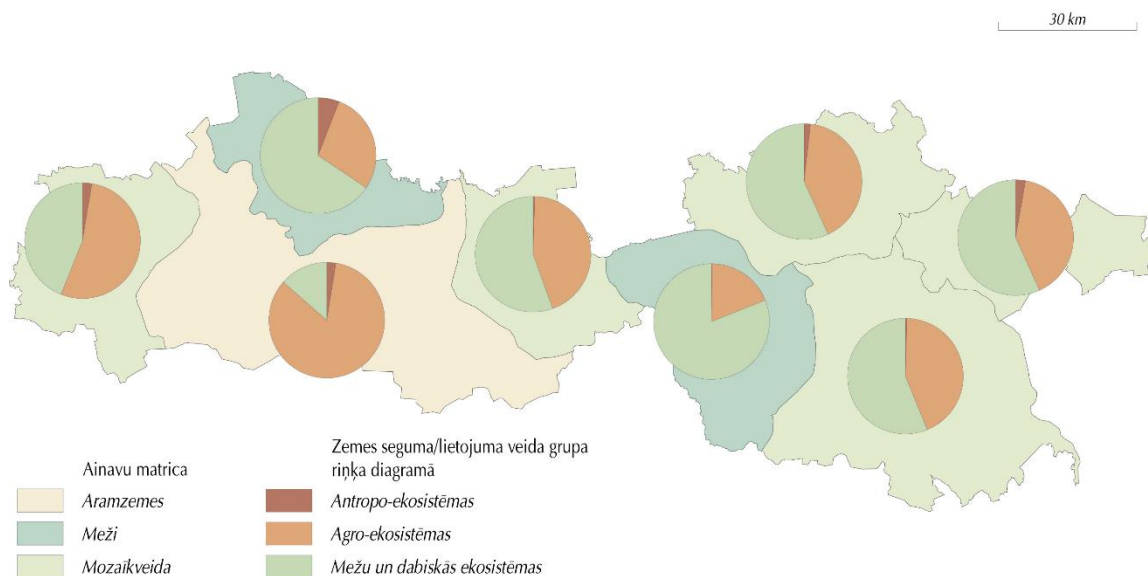 30 km
Ainavu matrica
Aramzemes
Meži
Mozaīkveida
Zemes seguma/lietojuma veida grupa
riņķa diagramā
Antropo-ekosistēmas
Agro-ekosistēmas
Mežu un dabiskās ekosistēmas